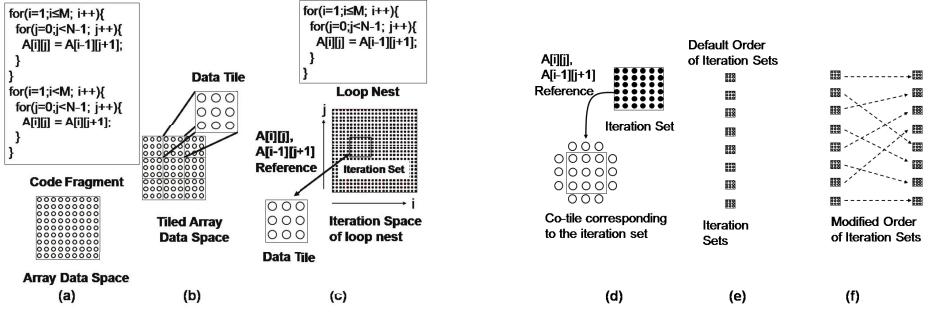 for(i=1;i≤M; i++){
for(j=0;j<N-1; j++){
A[i][j] = A[i-1][j+1];
}
}
for(i=1;i<M; i++){
for(j=0;j<N-1; j++){
A[i][j] = A[i][j+1];
}
}
Code Fragment
Array Data Space
(a)
Data Tile
Tiled Array
Data Space
(b)
for(i=1;i≤M; i++){
for(j=0;j<N-1; j++){
A[i][j] = A[i-1][j+1];
}
}
Loop Nest
j
A[i][j],
A[i-1][j+1]
Reference
Iteration Set
i
Iteration Space
of loop nest
Data Tile
(c)
A[i][j],
A[i-1][j+1]
Reference
Iteration Set
Co-tile corresponding
to the iteration set
(d)
Default Order
of Iteration Sets
Iteration
Sets
(e)
Modified Order
of Iteration Sets
(f)